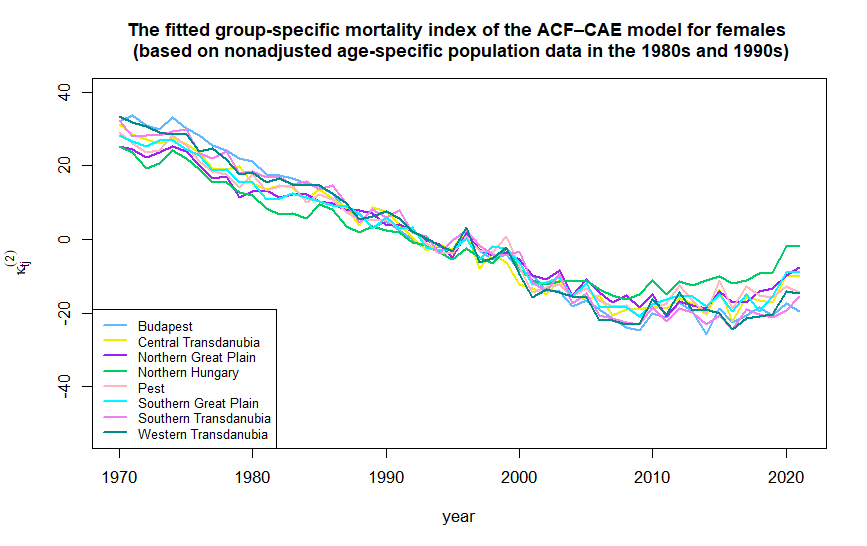 The fitted group-specific mortality index of the ACF–CAE model for females
(based on nonadjusted age-specific population data in the 1980s and 1990s)
40
20
0
-20
-40
κ_tj^(2)
Budapest
Central Transdanubia
Northern Great Plain
Northern Hungary
Pest
Southern Great Plain
Southern Transdanubia
Western Transdanubia
1970 1980 1990 2000 2010 2020
year